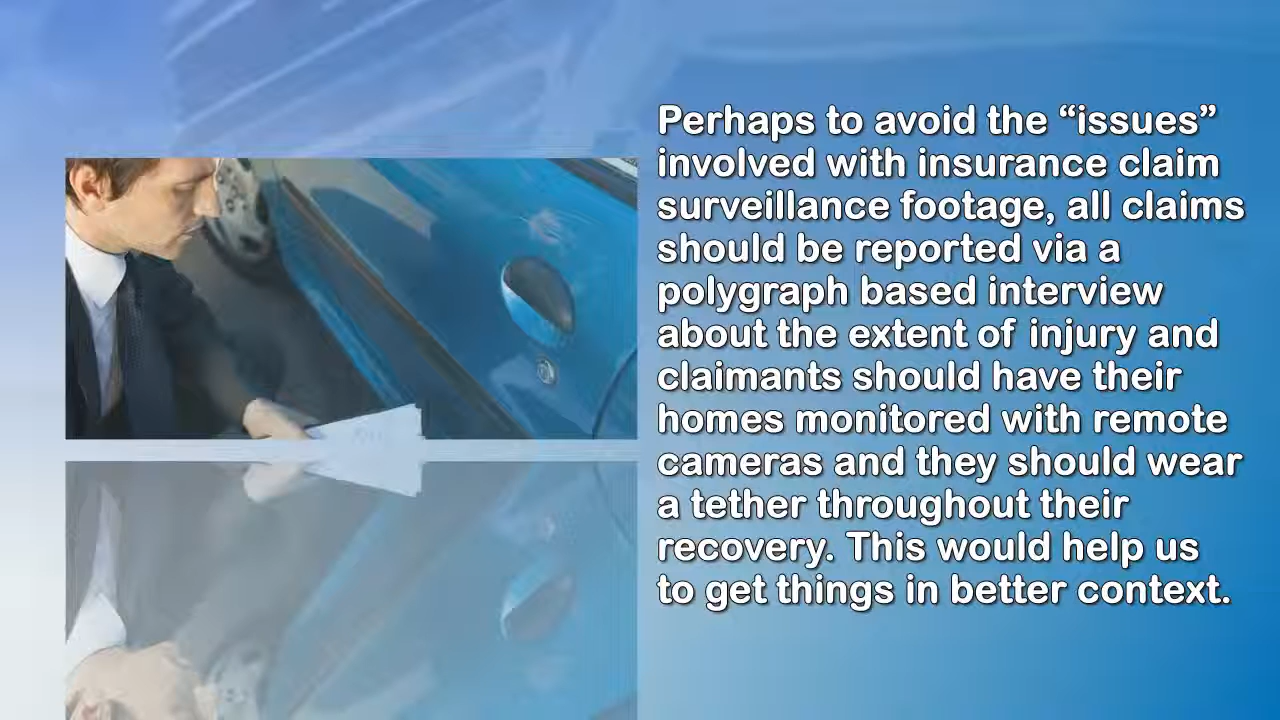 Perhaps to avoid the “issues”
involved with insurance claim
surveillance footage, all claims
should be reported via a
polygraph based interview
about the extent of injury and
claimants should have their
homes monitored with remote
cameras and they should wear
a tether throughout their
recovery. This would help us
to get things in better context.